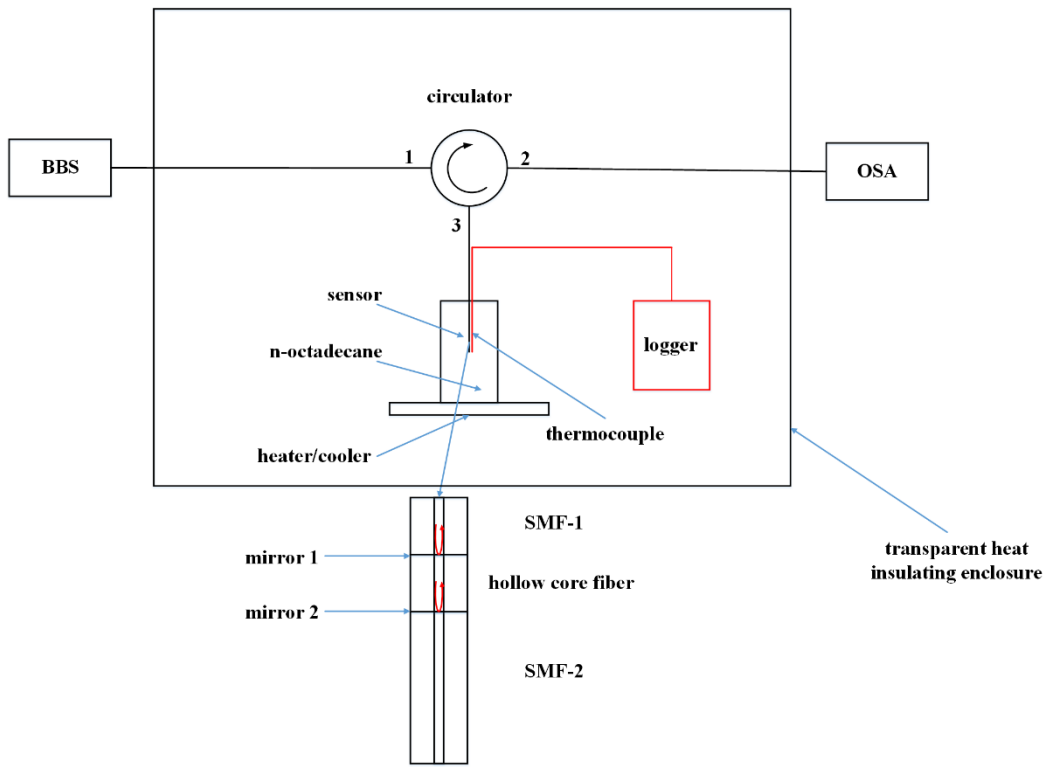 circulator
BBS
1
2
OSA
3
sensor
n-octadecane
logger
thermocouple
heater/cooler
SMF-1
mirror 1
hollow core fiber
transparent heat
insulating enclosure
mirror 2
SMF-2